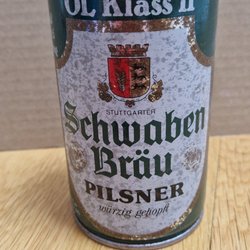 ÖL Klass II
STUTTGARTER
Schwaben
Bräu
PILSNER
würzig gehopft